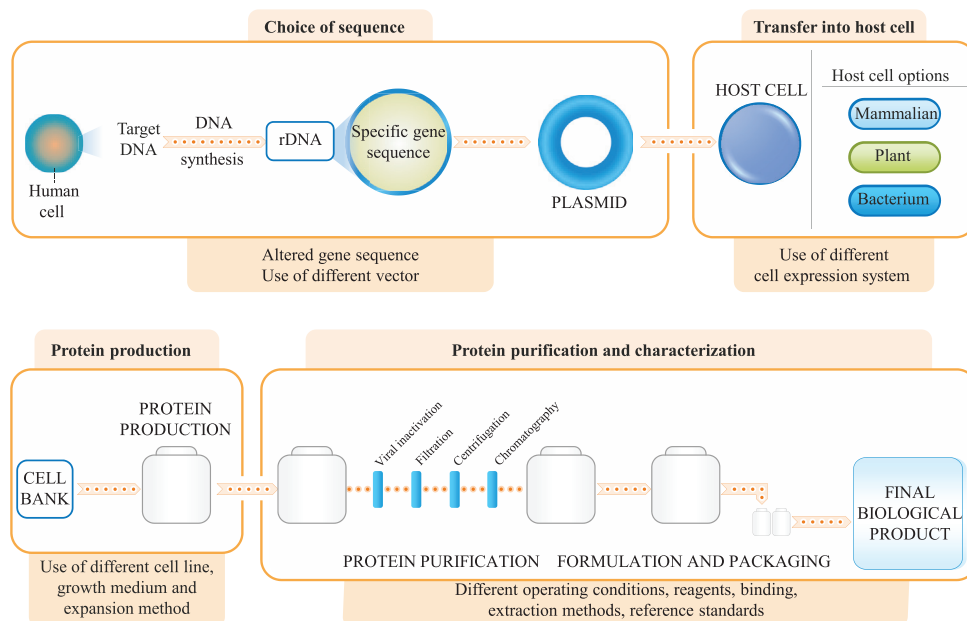 Choice of sequence
Transfer into host cell
Human
cell
Target
DNA
DNA
synthesis
rDNA
Specific gene
sequence
PLASMID
HOST CELL
Host cell options
Mammalian
Plant
Bacterium
Altered gene sequence
Use of different vector
Use of different
cell expression system
Protein production
Protein purification and characterization
CELL
BANK
PROTEIN
PRODUCTION
Viral inactivation
Filtration
Centrifugation
Chromatography
PROTEIN PURIFICATION
FORMULATION AND PACKAGING
FINAL
BIOLOGICAL
PRODUCT
Use of different cell line,
growth medium and
expansion method
Different operating conditions, reagents, binding,
extraction methods, reference standards